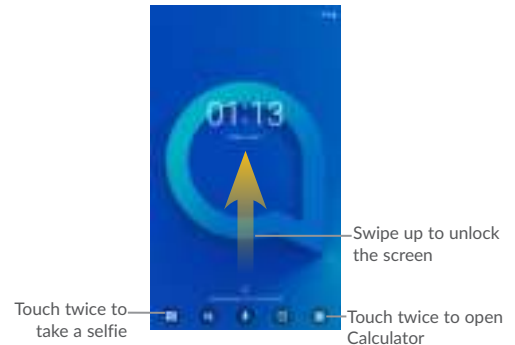 01:13
Swipe up to unlock
the screen
Touch twice to
take a selfie
Touch twice to open
Calculator